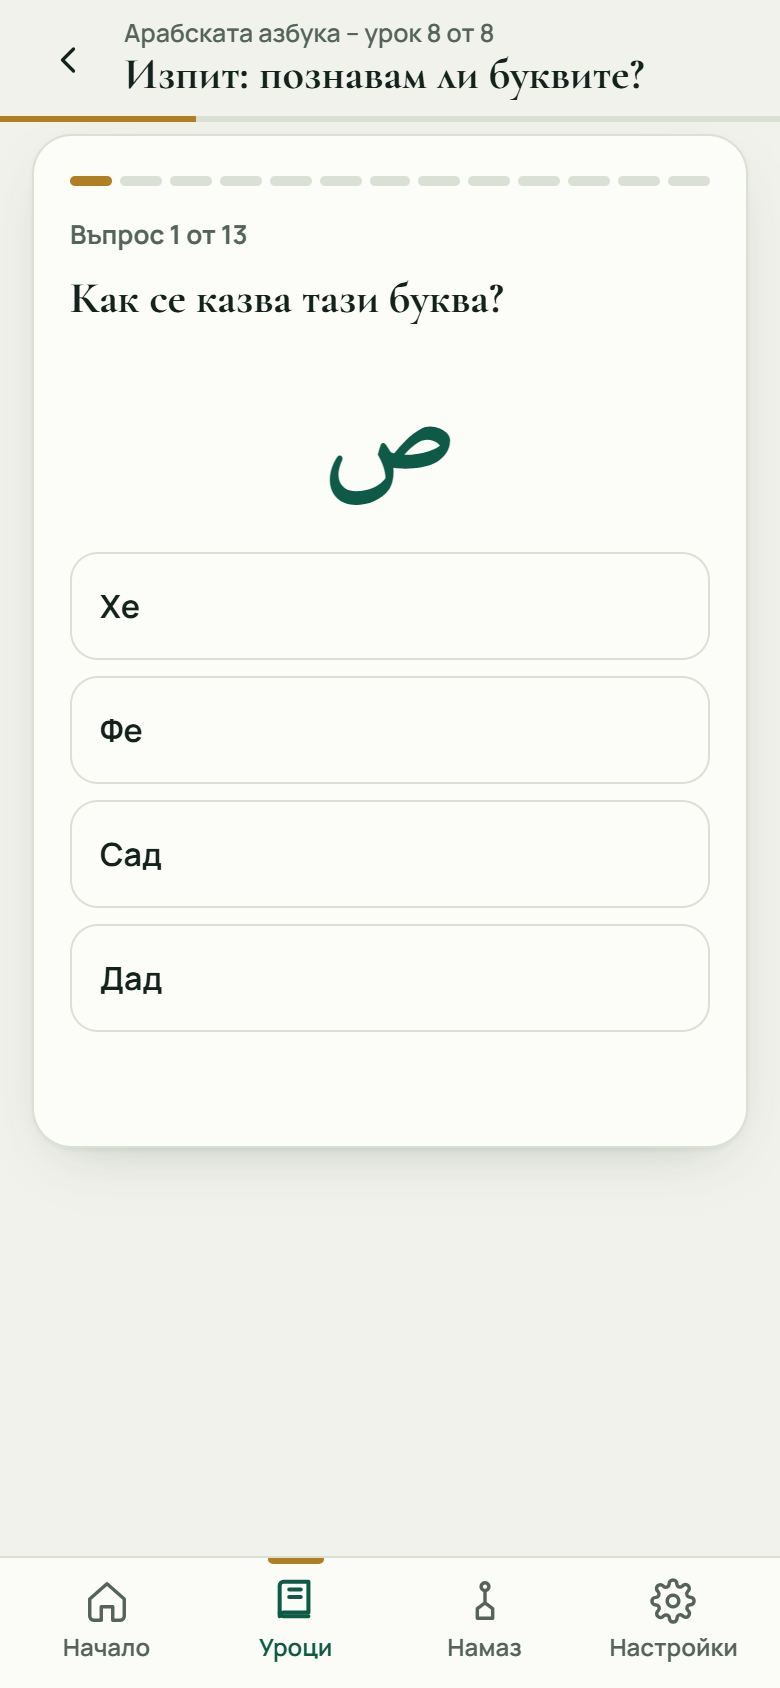 Арабската азбука – урок 8 от 8
Изпит: познавам ли буквите?
Въпрос 1 от 13
Как се казва тази буква?
ص
Хе
Фе
Сад
Дад
Начало
Уроци
Намаз
Настройки